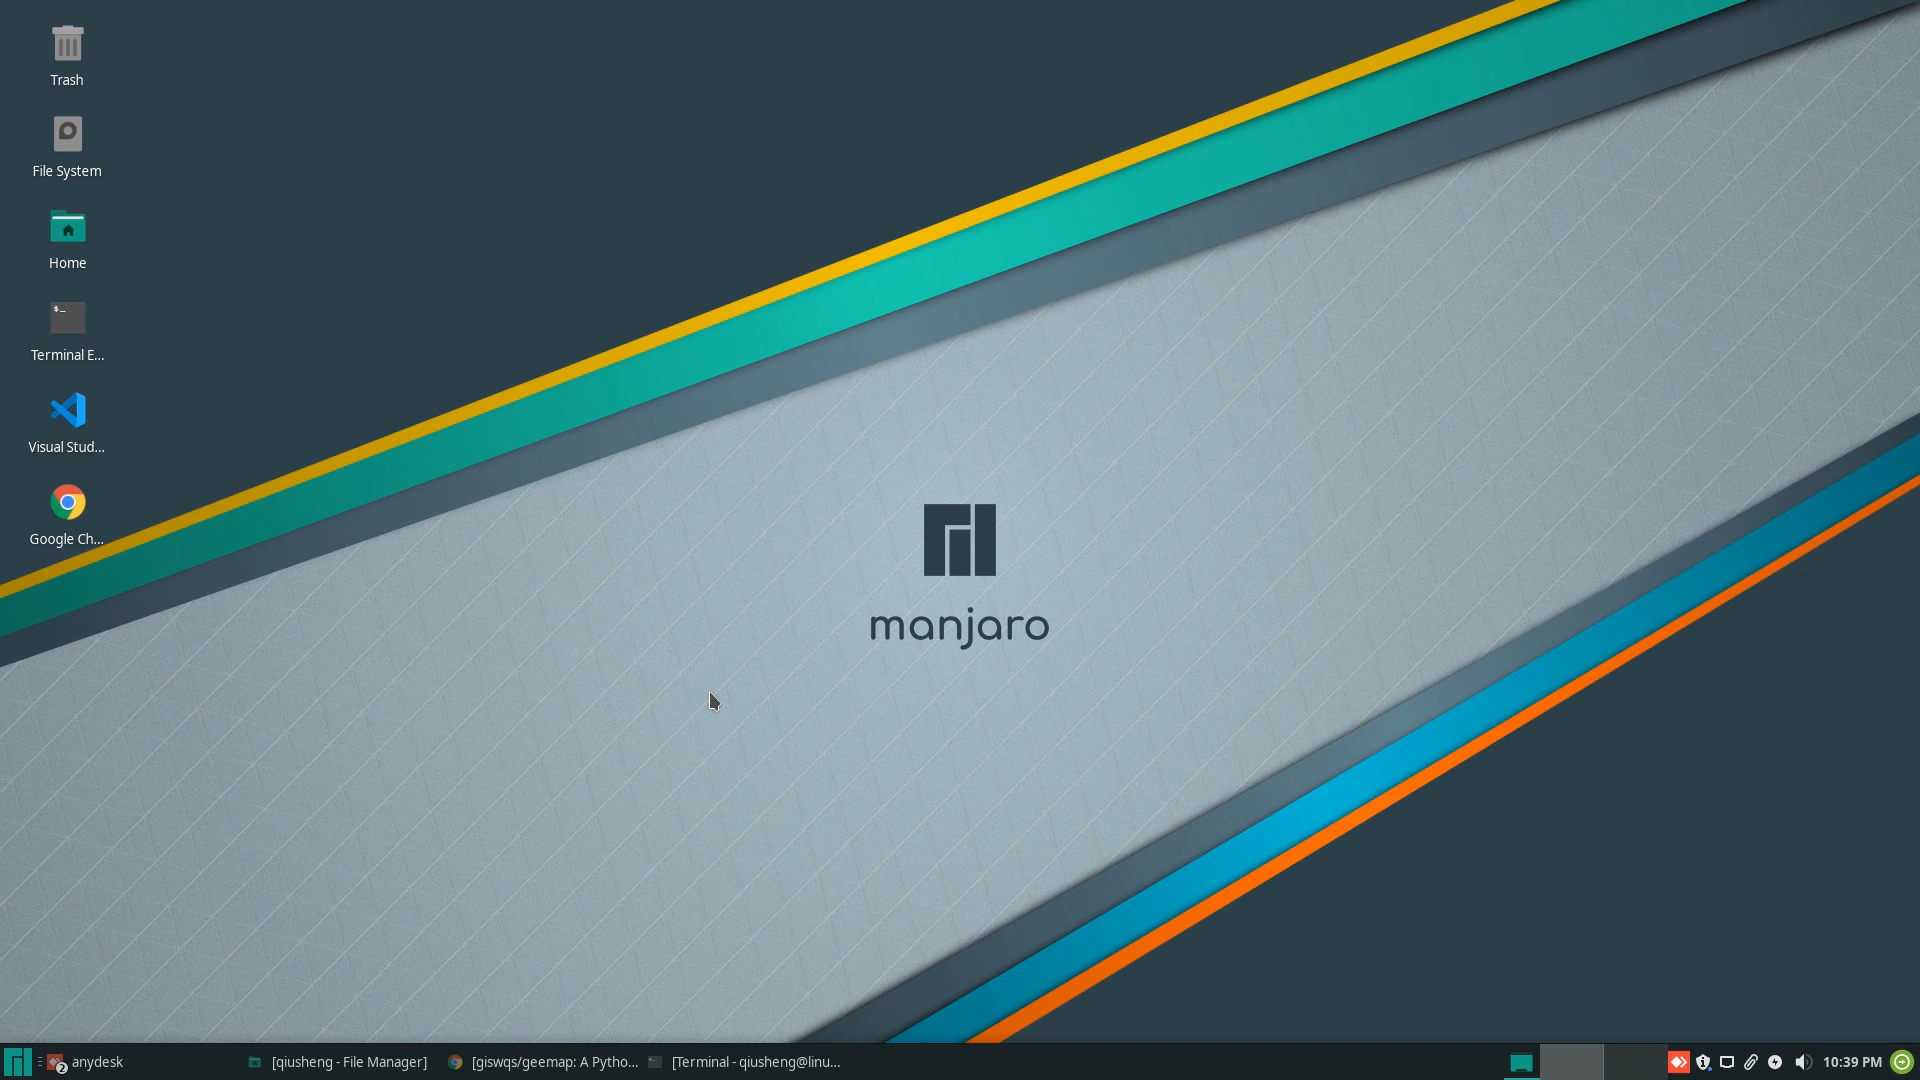 Trash
File System
Home
$_
Terminal E...
Visual Stud...
Google Ch...
manjaro
2
anydesk
[qiusheng - File Manager]
[giswqs/geemap: A Pytho...
[Terminal - qiusheng@linu...
10:39 PM